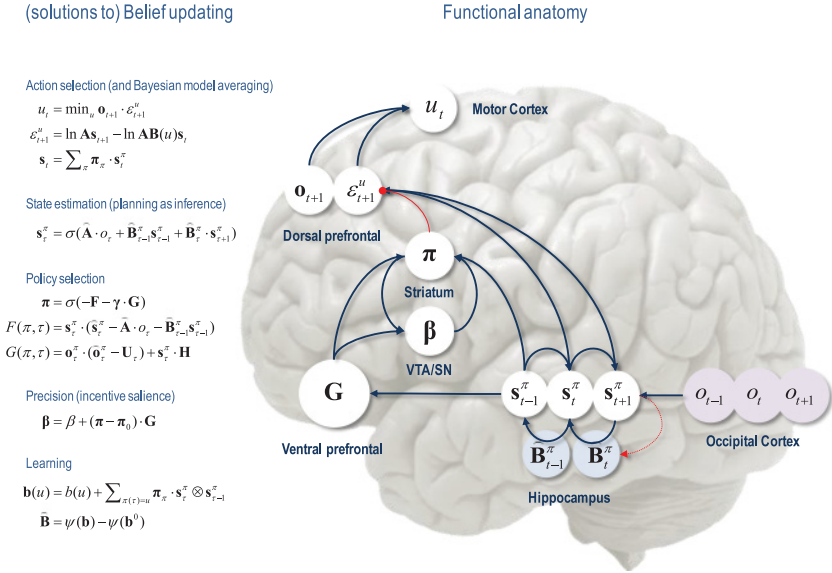 (solutions to) Belief updating
Functional anatomy
Action selection (and Bayesian model averaging)
u_t = min_u 𝐨_{t+1} · ε^u_{t+1}
ε^u_{t+1} = ln 𝐀𝐬_{t+1} − ln 𝐀𝐁(u)𝐬_t
𝐬_t = ∑_π 𝛑_π · 𝐬^π_t
State estimation (planning as inference)
𝐬^π_τ = σ(𝐀̂ · o_τ + 𝐁̂^π_{τ−1}𝐬^π_{τ−1} + 𝐁̂^π_τ · 𝐬^π_{τ+1})
Policy selection
𝛑 = σ(−𝐅 − 𝛄 · 𝐆)
F(π,τ) = 𝐬^π_τ · (𝐬̂^π_τ − 𝐀̂ · o_τ − 𝐁̂^π_{τ−1}𝐬^π_{τ−1})
G(π,τ) = 𝐨^π_τ · (𝐨̂^π_τ − 𝐔_τ) + 𝐬^π_τ · 𝐇
Precision (incentive salience)
𝛃 = β + (𝛑 − 𝛑_0) · 𝐆
Learning
𝐛(u) = b(u) + ∑_{π(τ)=u} 𝛑_π · 𝐬^π_τ ⊗ 𝐬^π_{τ−1}
𝐁̂ = ψ(𝐛) − ψ(𝐛^0)
u_t
Motor Cortex
𝐨_{t+1} ε^u_{t+1}
Dorsal prefrontal
𝛑
Striatum
𝛃
VTA/SN
𝐆
Ventral prefrontal
𝐬^π_{t−1} 𝐬^π_t 𝐬^π_{t+1}
o_{t−1} o_t o_{t+1}
Occipital Cortex
𝐁^π_{t−1} 𝐁^π_t
Hippocampus